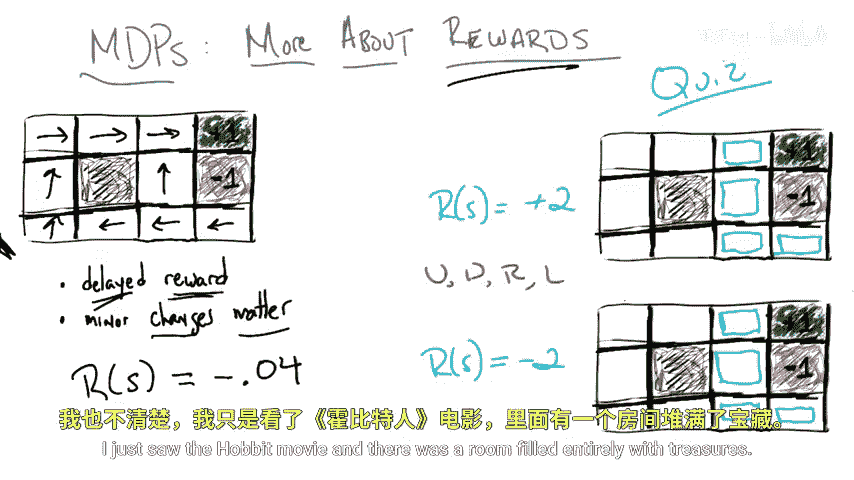 MDPs: MORE ABOUT REWARDS
Quiz
→ → → +1
↑ ↑ -1
↑ ← ← ←
+1
-1
R(s) = +2
U, D, R, L
• delayed reward
• minor changes matter
R(s) = -.04
+1
-1
R(s) = -2
我也不清楚，我只是看了《霍比特人》电影，里面有一个房间堆满了宝藏。
I just saw the Hobbit movie and there was a room filled entirely with treasures.